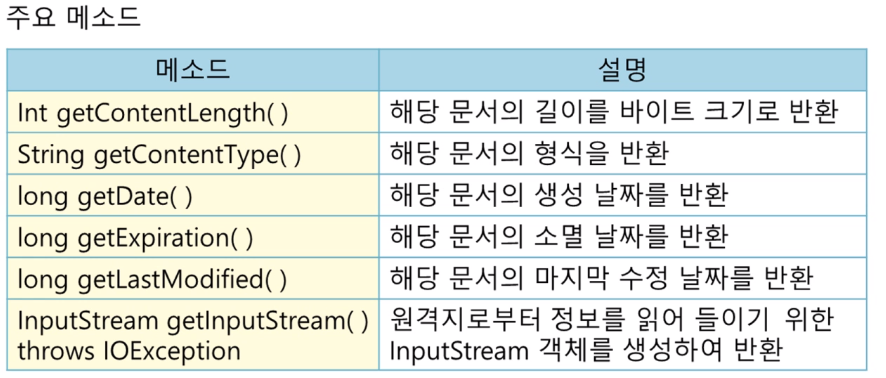 주요 메소드
메소드 설명
Int getContentLength( ) 해당 문서의 길이를 바이트 크기로 반환
String getContentType( ) 해당 문서의 형식을 반환
long getDate( ) 해당 문서의 생성 날짜를 반환
long getExpiration( ) 해당 문서의 소멸 날짜를 반환
long getLastModified( ) 해당 문서의 마지막 수정 날짜를 반환
InputStream getInputStream( ) 원격지로부터 정보를 읽어 들이기 위한
throws IOException InputStream 객체를 생성하여 반환